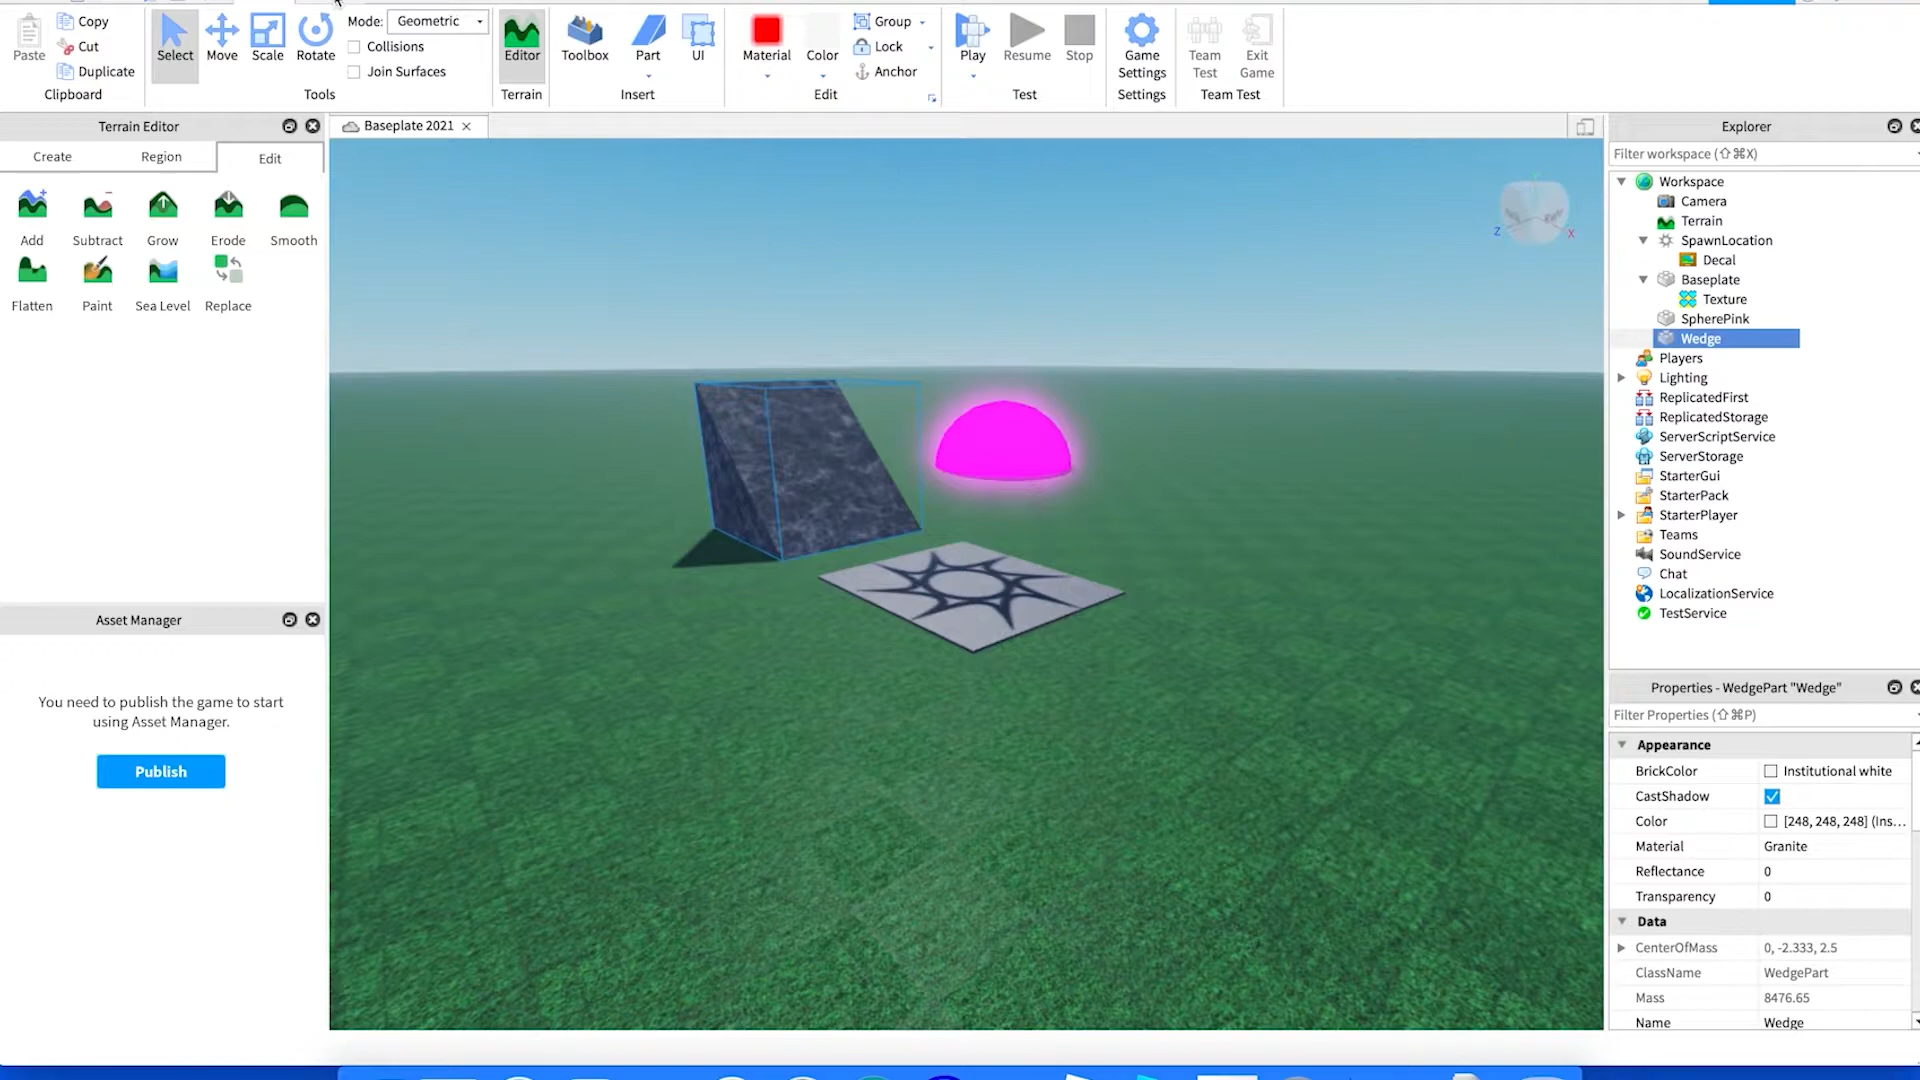 Paste
Copy
Cut
Duplicate
Clipboard
Select
Move
Scale
Rotate
Mode: Geometric
Collisions
Join Surfaces
Tools
Editor
Terrain
Toolbox
Part
UI
Insert
Material
Color
Group
Lock
Anchor
Edit
Play
Resume
Stop
Test
Game Settings
Settings
Team Test
Exit Game
Team Test
Terrain Editor
Create
Region
Edit
Add
Subtract
Grow
Erode
Smooth
Flatten
Paint
Sea Level
Replace
Asset Manager
You need to publish the game to start
using Asset Manager.
Publish
Baseplate 2021
Z
X
Explorer
Filter workspace (⇧⌘X)
Workspace
Camera
Terrain
SpawnLocation
Decal
Baseplate
Texture
SpherePink
Wedge
Players
Lighting
ReplicatedFirst
ReplicatedStorage
ServerScriptService
ServerStorage
StarterGui
StarterPack
StarterPlayer
Teams
SoundService
Chat
LocalizationService
TestService
Properties - WedgePart "Wedge"
Filter Properties (⇧⌘P)
Appearance
BrickColor Institutional white
CastShadow
Color [248, 248, 248] (Ins...
Material Granite
Reflectance 0
Transparency 0
Data
CenterOfMass 0, -2.333, 2.5
ClassName WedgePart
Mass 8476.65
Name Wedge